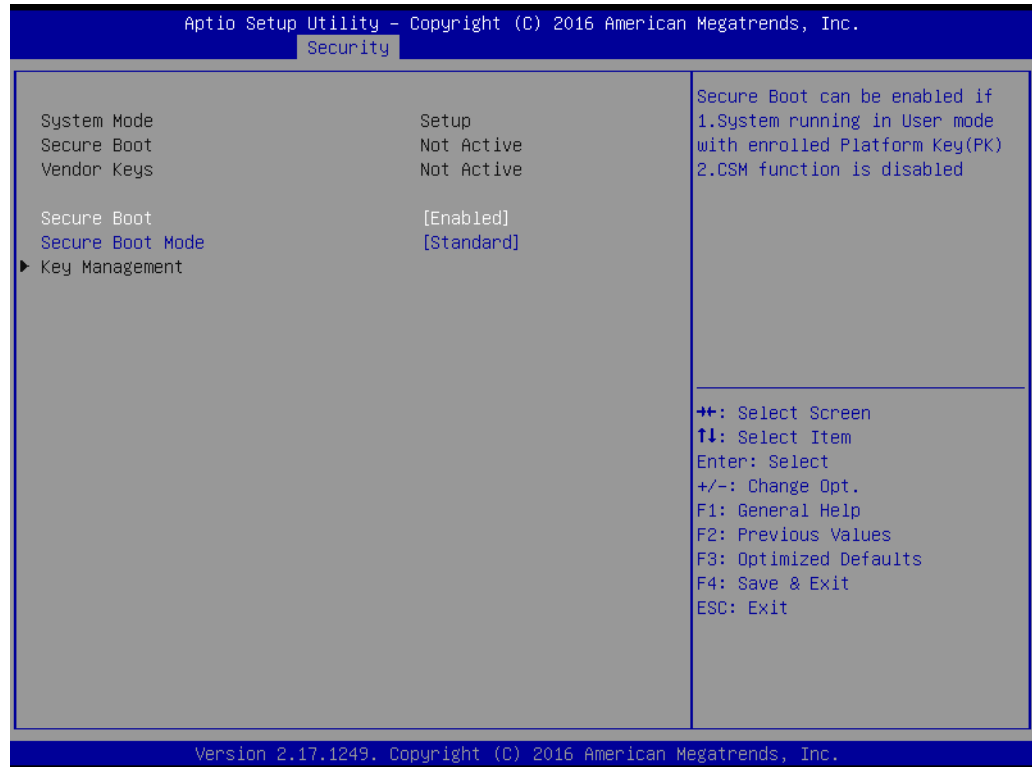 Aptio Setup Utility – Copyright (C) 2016 American Megatrends, Inc.
Security
System Mode Setup
Secure Boot Not Active
Vendor Keys Not Active
Secure Boot [Enabled]
Secure Boot Mode [Standard]
▶ Key Management
Secure Boot can be enabled if
1.System running in User mode
with enrolled Platform Key(PK)
2.CSM function is disabled
→←: Select Screen
↑↓: Select Item
Enter: Select
+/-: Change Opt.
F1: General Help
F2: Previous Values
F3: Optimized Defaults
F4: Save & Exit
ESC: Exit
Version 2.17.1249. Copyright (C) 2016 American Megatrends, Inc.